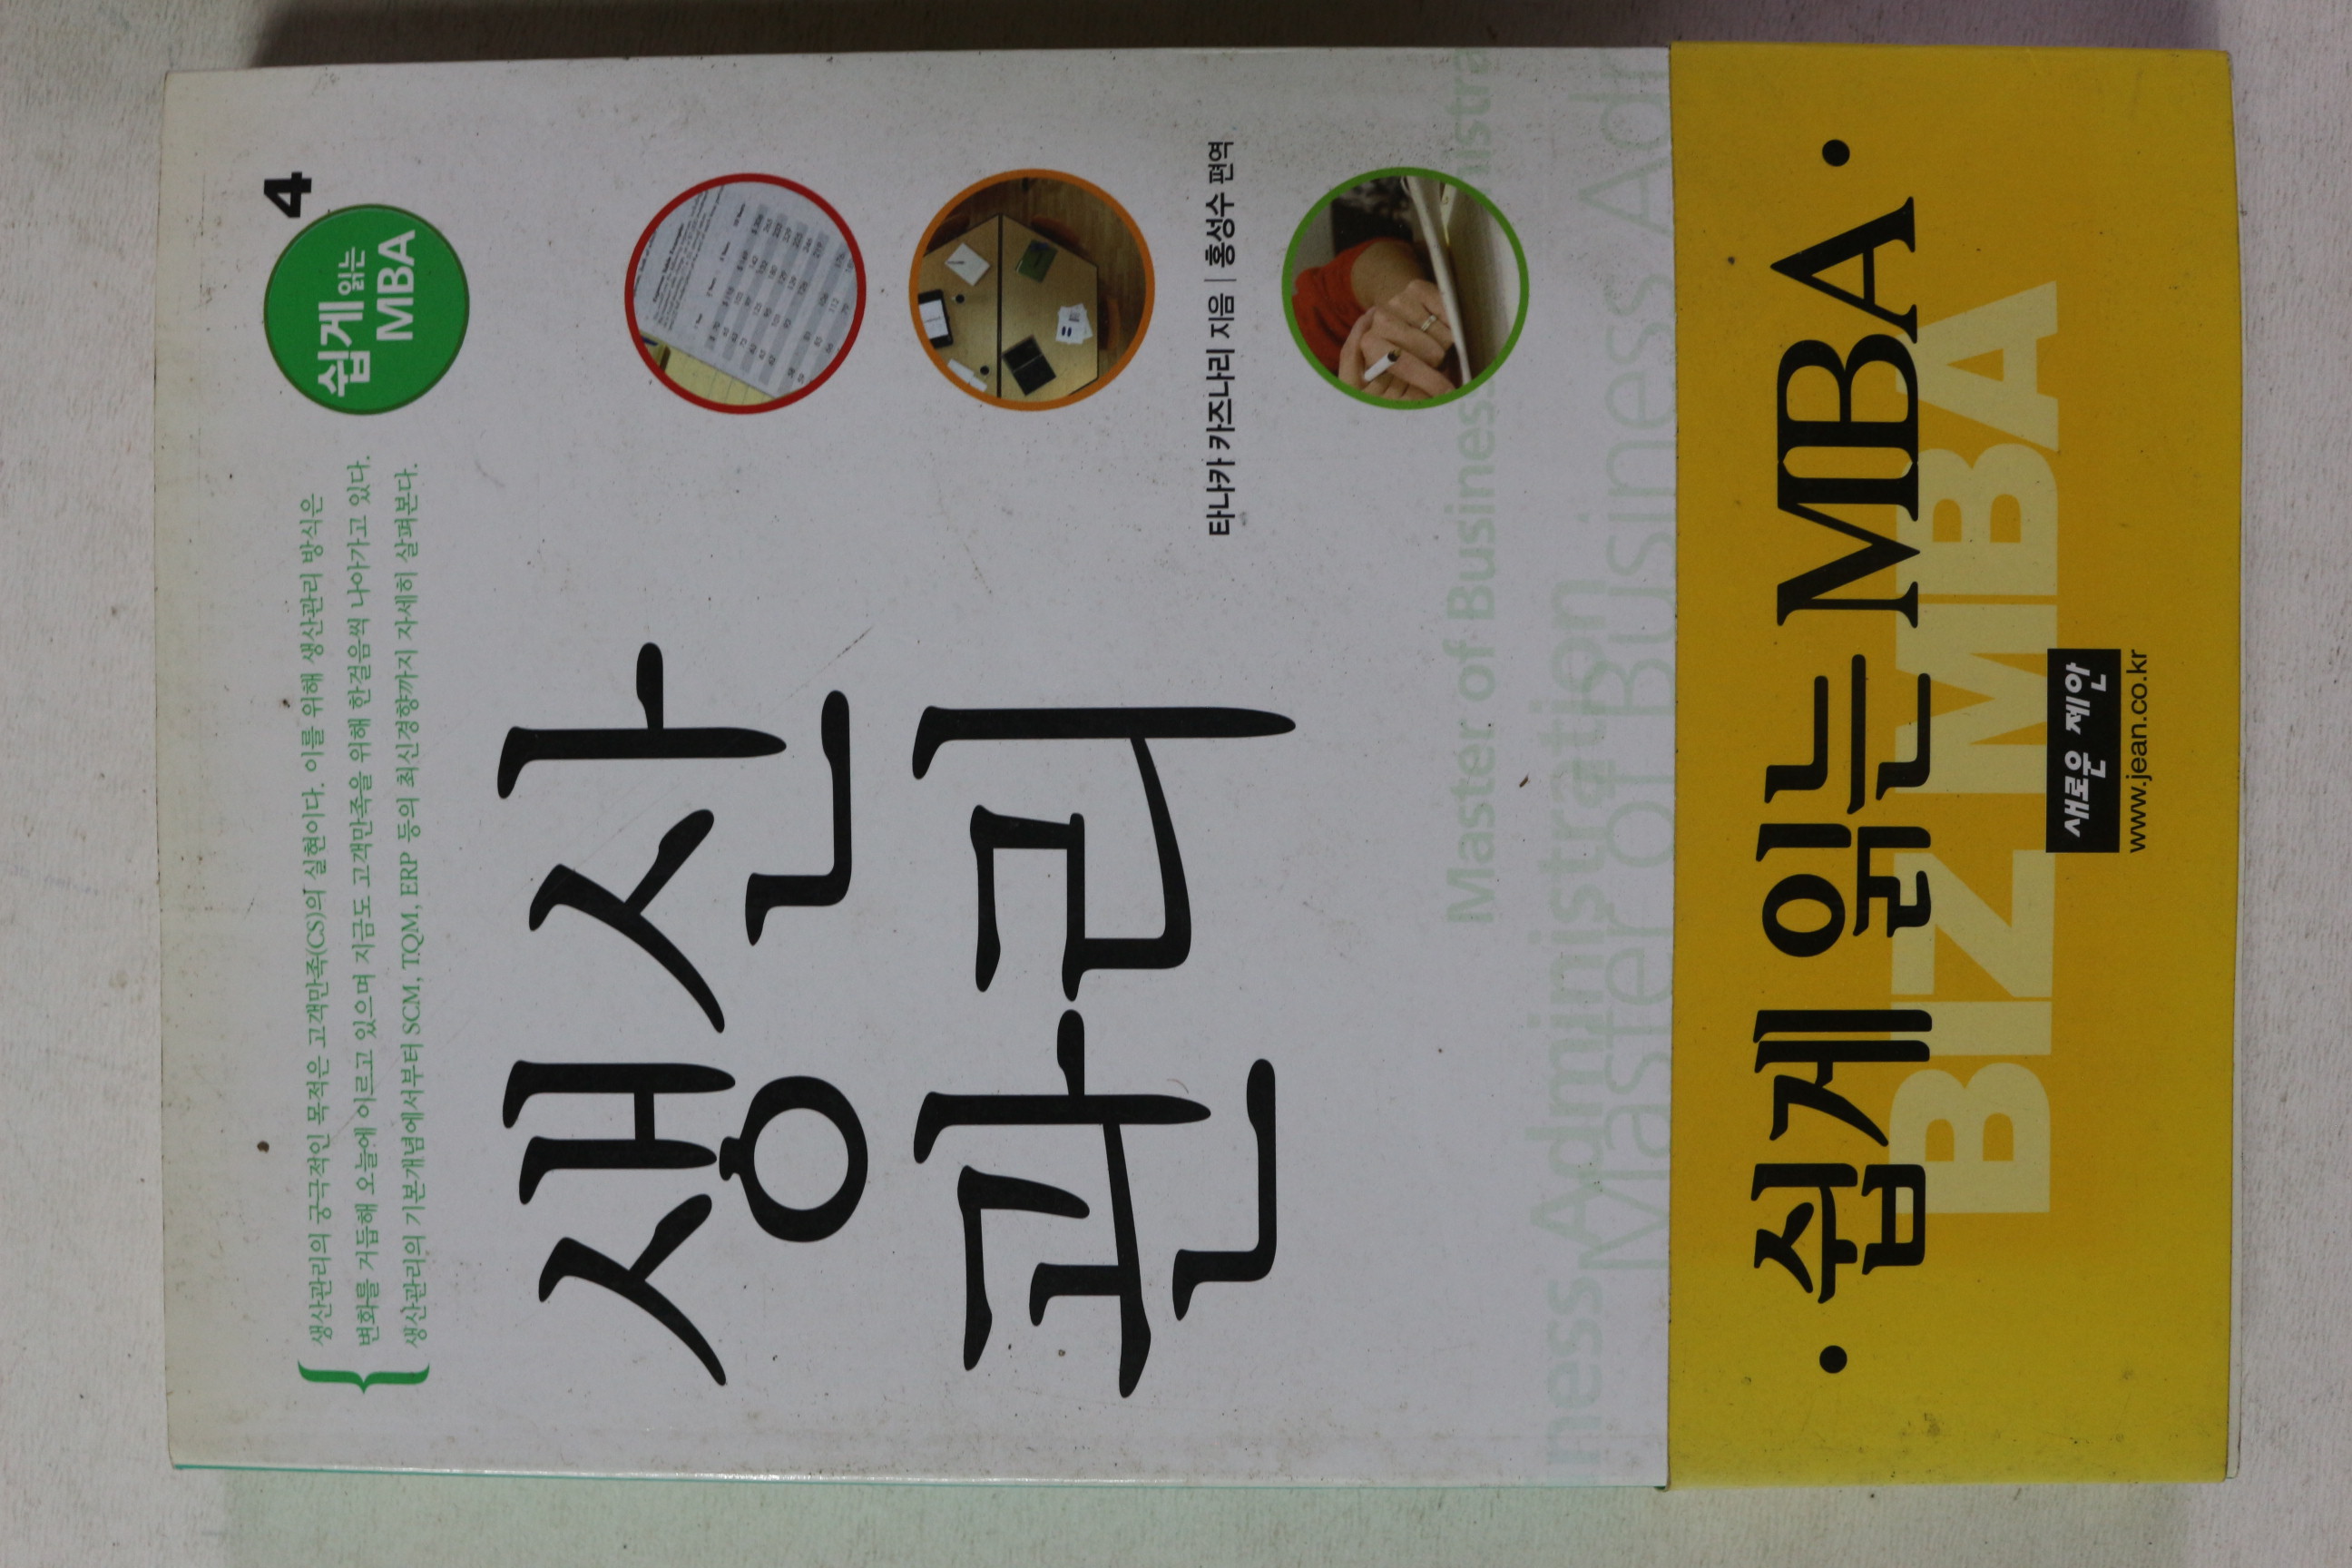 쉽게 읽는
MBA
4
생산관리의 궁극적인 목적은 고객만족(CS)의 실현이다. 이를 위해 생산관리 방식은
변화를 거듭해 오늘에 이르고 있으며 지금도 고객만족을 위해 한걸음씩 나아가고 있다.
생산관리의 기본개념에서부터 SCM, TQM, ERP 등의 최신경향까지 자세히 살펴본다.
생산
관리
타나카 카즈나리 지음 | 홍성수 편역
Master of Business
iness Administration
Master of Business Adr
• 쉽게 읽는 MBA •
BIZ MBA
새로운 제안
www.jean.co.kr